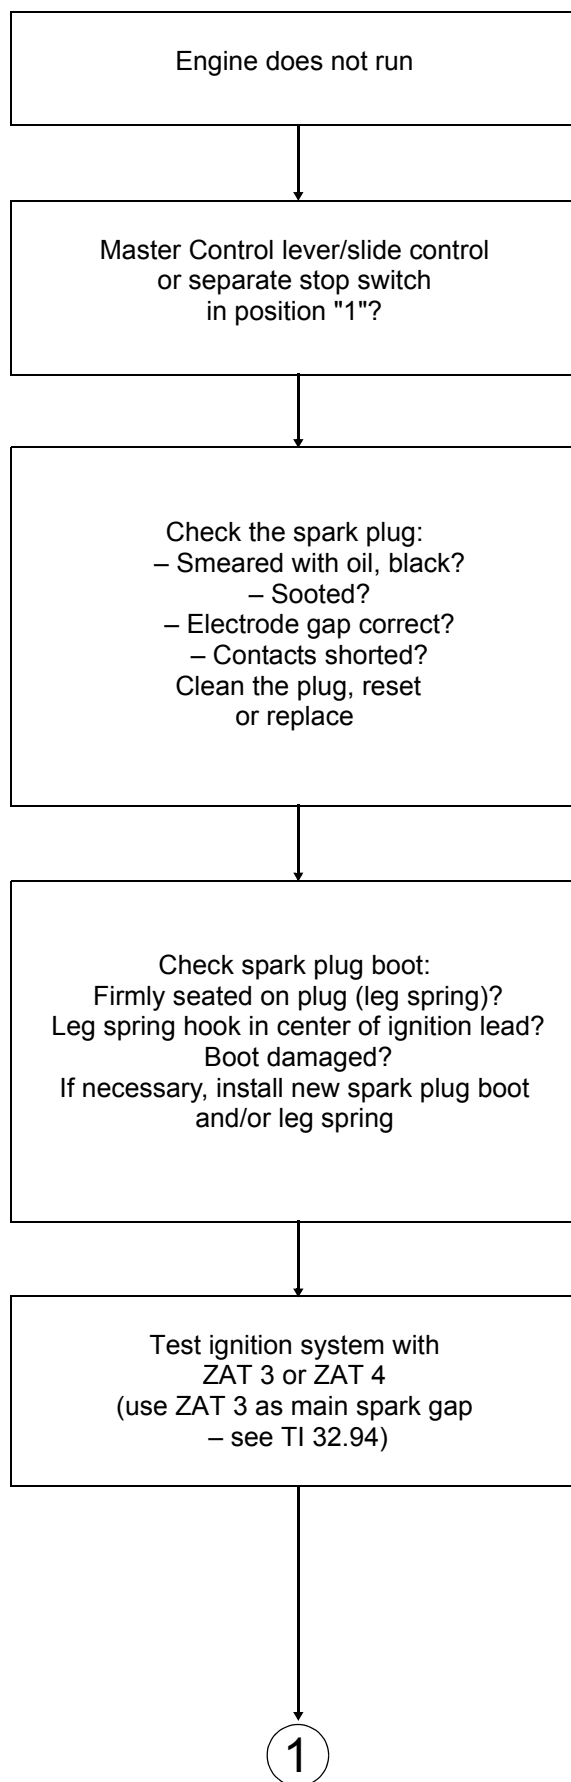 Engine does not run
Master Control lever/slide control
or separate stop switch
in position "1"?
Check the spark plug:
– Smeared with oil, black?
– Sooted?
– Electrode gap correct?
– Contacts shorted?
Clean the plug, reset
or replace
Check spark plug boot:
Firmly seated on plug (leg spring)?
Leg spring hook in center of ignition lead?
Boot damaged?
If necessary, install new spark plug boot
and/or leg spring
Test ignition system with
ZAT 3 or ZAT 4
(use ZAT 3 as main spark gap
– see TI 32.94)
1